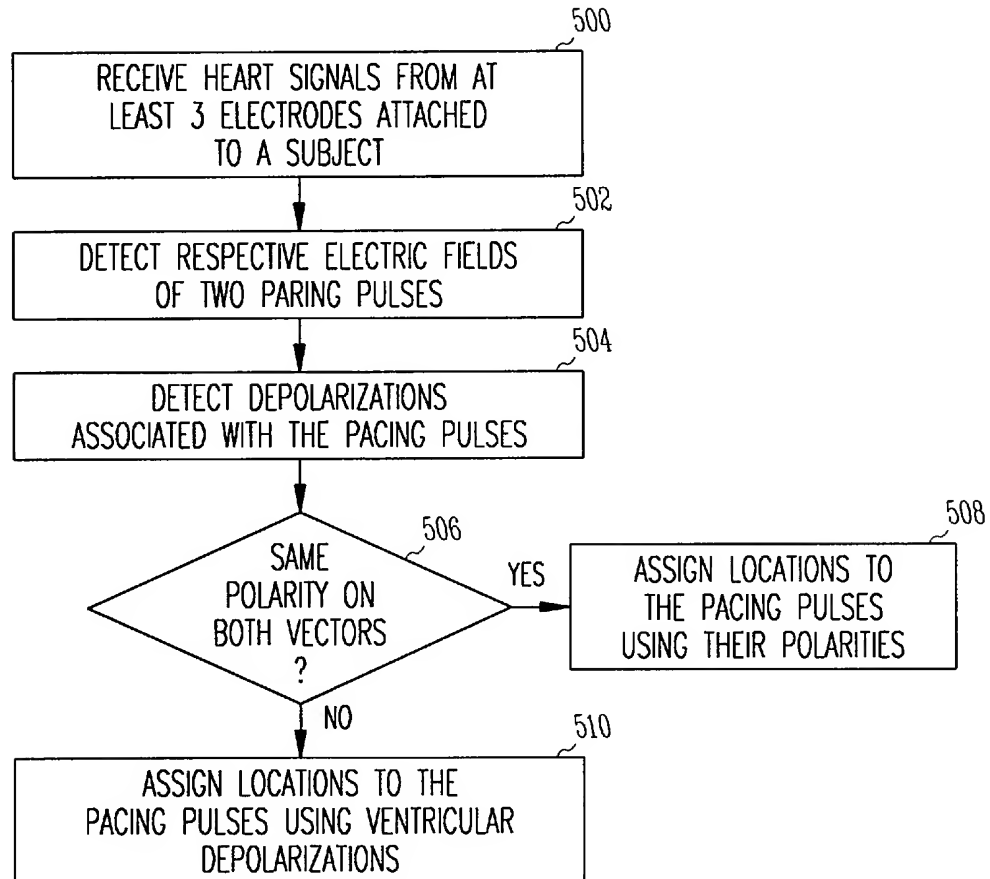 500
RECEIVE HEART SIGNALS FROM AT
LEAST 3 ELECTRODES ATTACHED
TO A SUBJECT
502
DETECT RESPECTIVE ELECTRIC FIELDS
OF TWO PARING PULSES
504
DETECT DEPOLARIZATIONS
ASSOCIATED WITH THE PACING PULSES
506
SAME
POLARITY ON
BOTH VECTORS
?
YES
508
ASSIGN LOCATIONS TO
THE PACING PULSES
USING THEIR POLARITIES
NO
510
ASSIGN LOCATIONS TO THE
PACING PULSES USING VENTRICULAR
DEPOLARIZATIONS